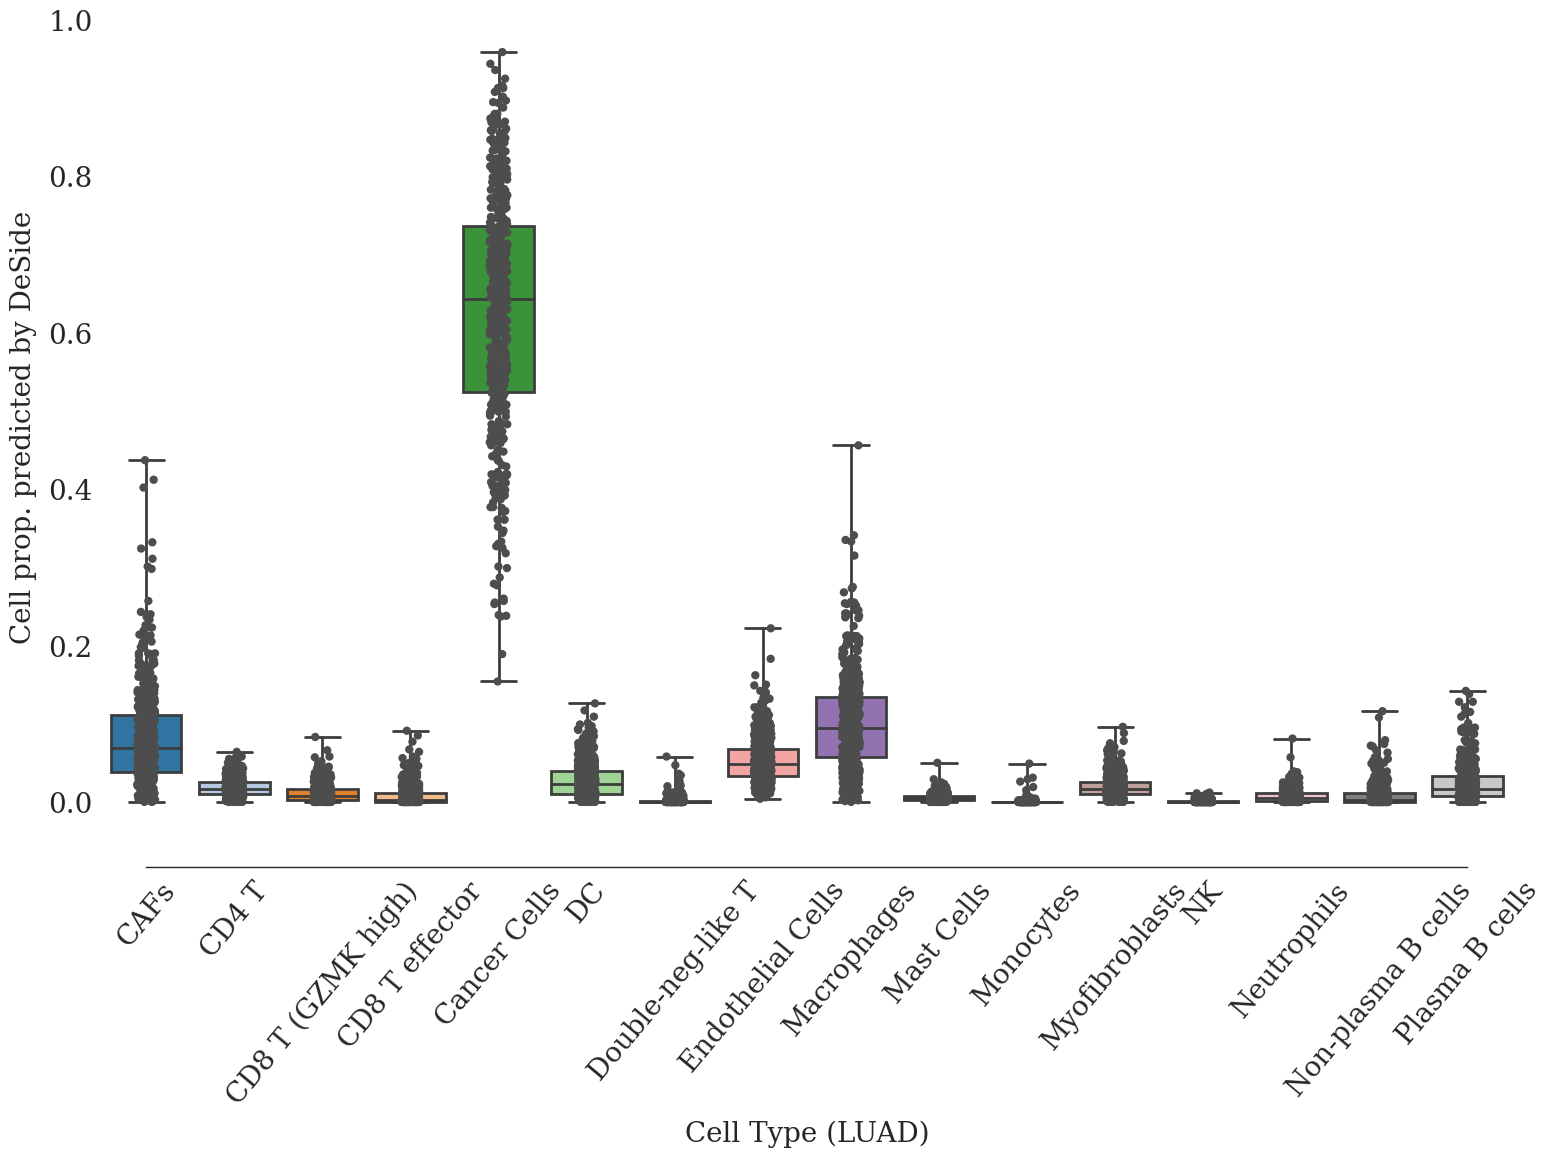 1.0
0.8
0.6
0.4
0.2
0.0
Cell prop. predicted by DeSide
CAFs
CD4 T
CD8 T (GZMK high)
CD8 T effector
Cancer Cells
DC
Double-neg-like T
Endothelial Cells
Macrophages
Mast Cells
Monocytes
Myofibroblasts
NK
Neutrophils
Non-plasma B cells
Plasma B cells
Cell Type (LUAD)